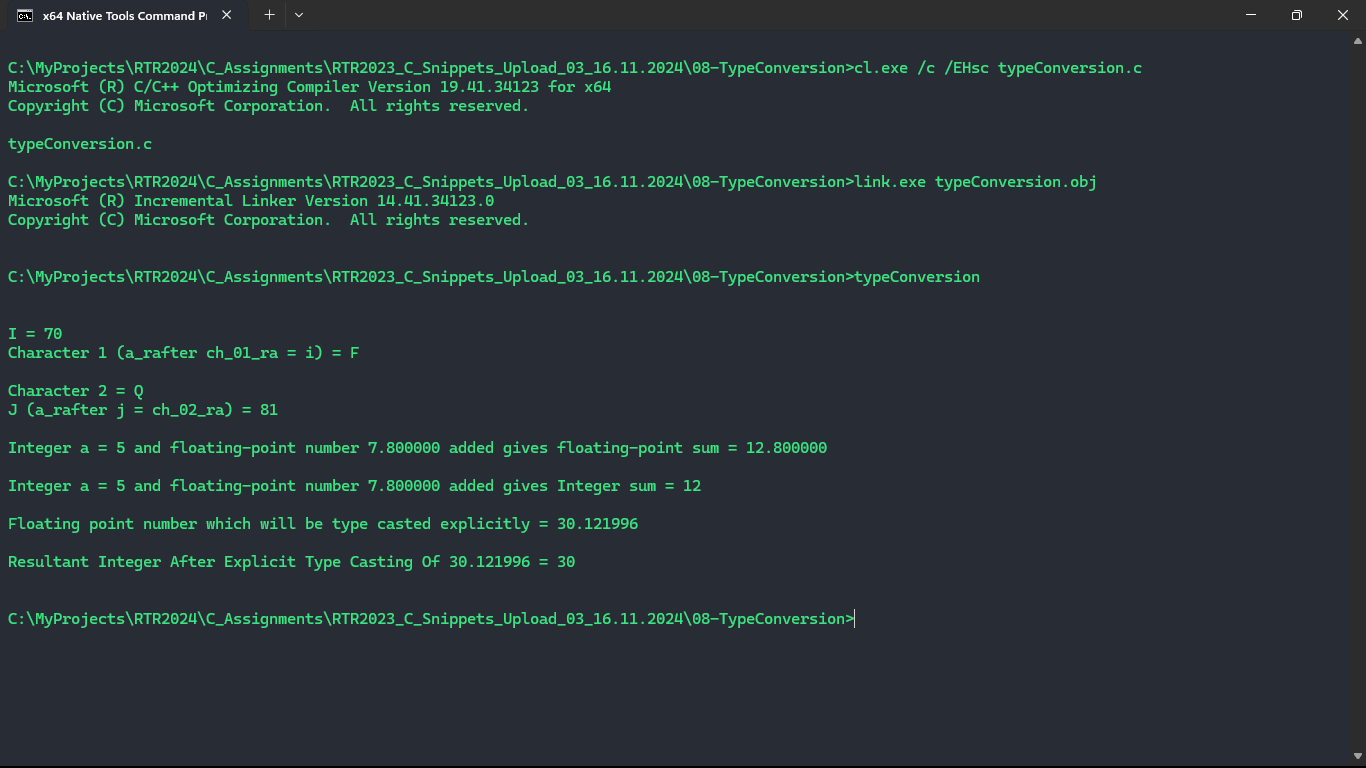 x64 Native Tools Command P
C:\MyProjects\RTR2024\C_Assignments\RTR2023_C_Snippets_Upload_03_16.11.2024\08-TypeConversion>cl.exe /c /EHsc typeConversion.c
Microsoft (R) C/C++ Optimizing Compiler Version 19.41.34123 for x64
Copyright (C) Microsoft Corporation.  All rights reserved.
typeConversion.c
C:\MyProjects\RTR2024\C_Assignments\RTR2023_C_Snippets_Upload_03_16.11.2024\08-TypeConversion>link.exe typeConversion.obj
Microsoft (R) Incremental Linker Version 14.41.34123.0
Copyright (C) Microsoft Corporation.  All rights reserved.
C:\MyProjects\RTR2024\C_Assignments\RTR2023_C_Snippets_Upload_03_16.11.2024\08-TypeConversion>typeConversion
I = 70
Character 1 (a_rafter ch_01_ra = i) = F
Character 2 = Q
J (a_rafter j = ch_02_ra) = 81
Integer a = 5 and floating-point number 7.800000 added gives floating-point sum = 12.800000
Integer a = 5 and floating-point number 7.800000 added gives Integer sum = 12
Floating point number which will be type casted explicitly = 30.121996
Resultant Integer After Explicit Type Casting Of 30.121996 = 30
C:\MyProjects\RTR2024\C_Assignments\RTR2023_C_Snippets_Upload_03_16.11.2024\08-TypeConversion>